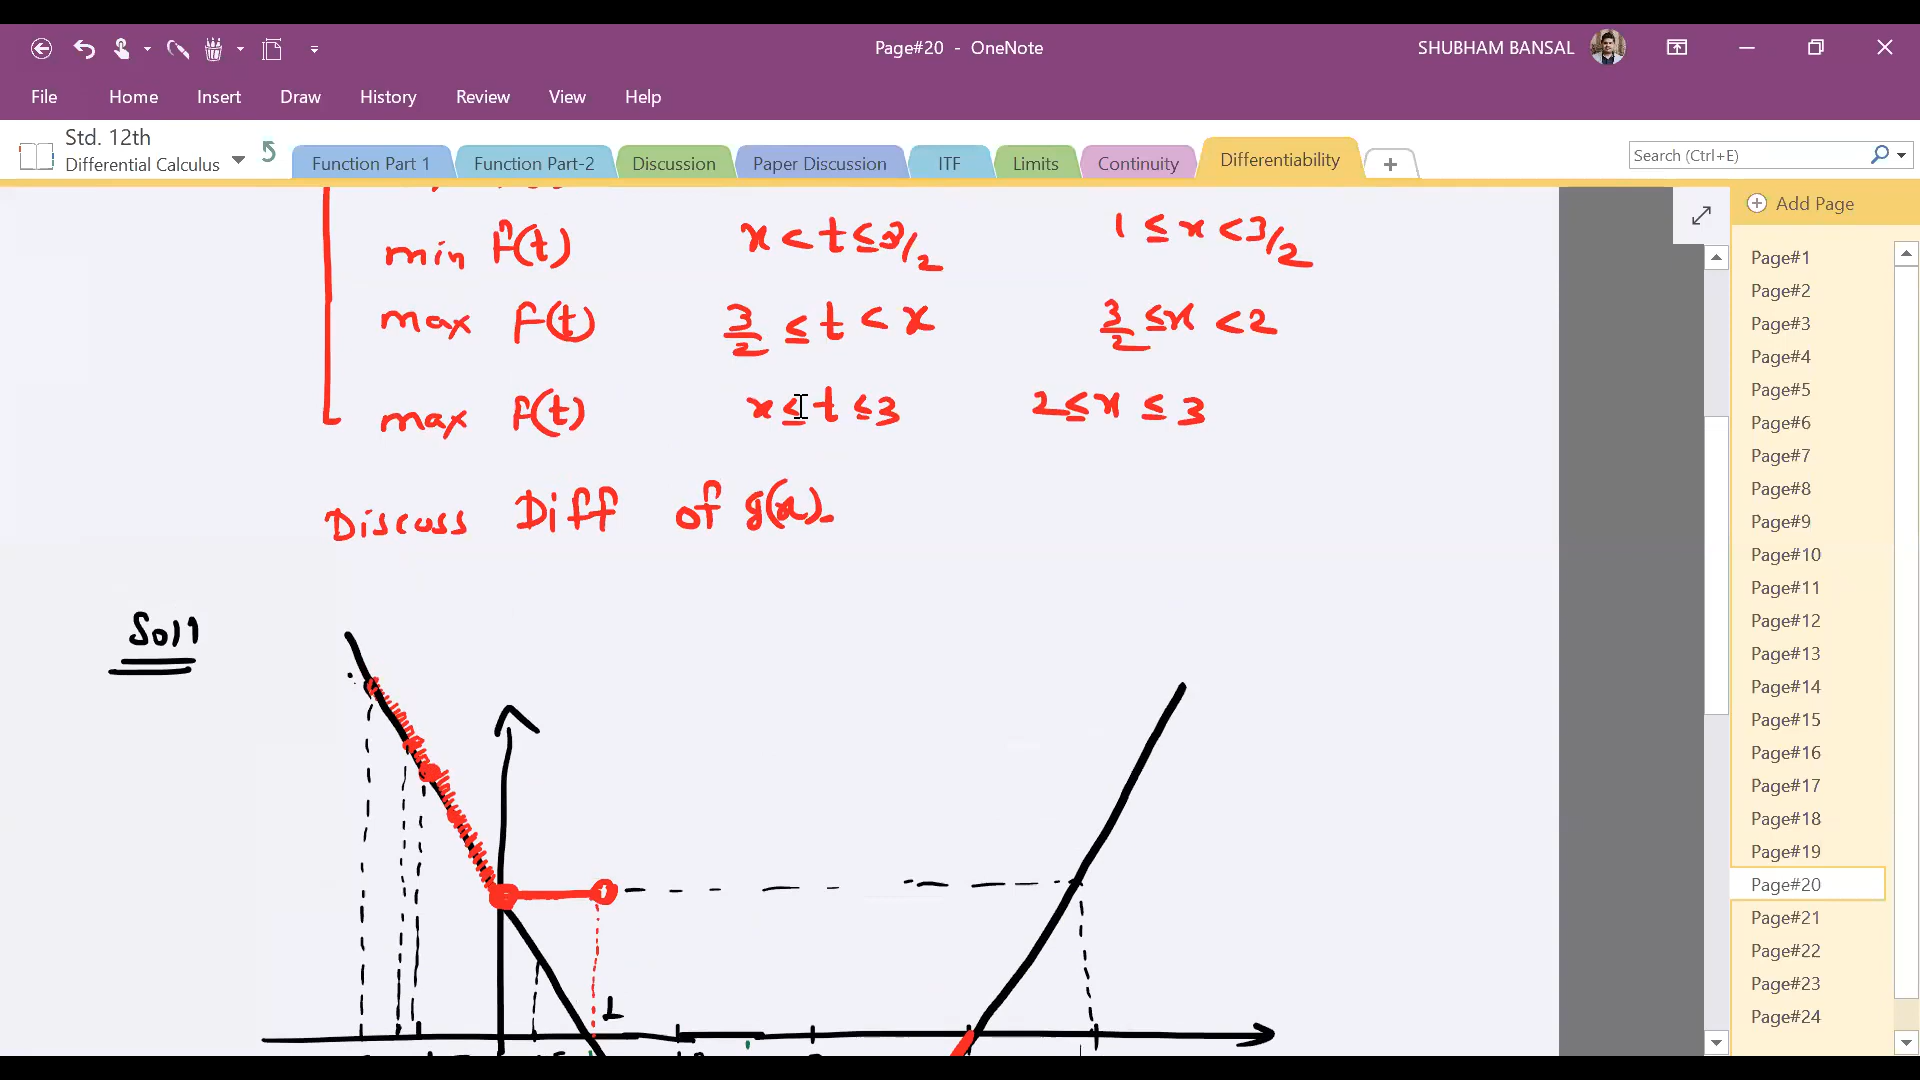 Page#20 - OneNote
SHUBHAM BANSAL
File Home Insert Draw History Review View Help
Std. 12th
Differential Calculus
Function Part 1 Function Part-2 Discussion Paper Discussion ITF Limits Continuity Differentiability
Search (Ctrl+E)
Add Page
min f(t) x < t ≤ 3/2 1 ≤ x < 3/2
max f(t) 3/2 ≤ t < x 3/2 ≤ x < 2
max f(t) x ≤ t ≤ 3 2 ≤ x ≤ 3
Discuss Diff of g(x).
Soln
1
Page#1
Page#2
Page#3
Page#4
Page#5
Page#6
Page#7
Page#8
Page#9
Page#10
Page#11
Page#12
Page#13
Page#14
Page#15
Page#16
Page#17
Page#18
Page#19
Page#20
Page#21
Page#22
Page#23
Page#24